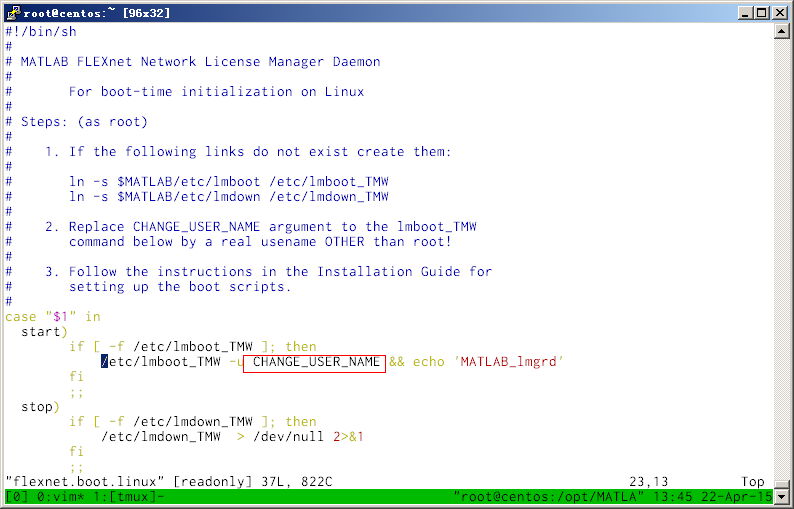 root@centos:~ [96x32]
#!/bin/sh
#
# MATLAB FLEXnet Network License Manager Daemon
#
#       For boot-time initialization on Linux
#
# Steps: (as root)
#
#    1. If the following links do not exist create them:
#
#       ln -s $MATLAB/etc/lmboot /etc/lmboot_TMW
#       ln -s $MATLAB/etc/lmdown /etc/lmdown_TMW
#
#    2. Replace CHANGE_USER_NAME argument to the lmboot_TMW
#       command below by a real usename OTHER than root!
#
#    3. Follow the instructions in the Installation Guide for
#       setting up the boot scripts.
#
case "$1" in
  start)
        if [ -f /etc/lmboot_TMW ]; then
            /etc/lmboot_TMW -u CHANGE_USER_NAME && echo 'MATLAB_lmgrd'
        fi
        ;;
  stop)
        if [ -f /etc/lmdown_TMW ]; then
            /etc/lmdown_TMW  > /dev/null 2>&1
        fi
        ;;
"flexnet.boot.linux" [readonly] 37L, 822C 23,13 Top
[0] 0:vim* 1:[tmux]- "root@centos:/opt/MATLA" 13:45 22-Apr-15